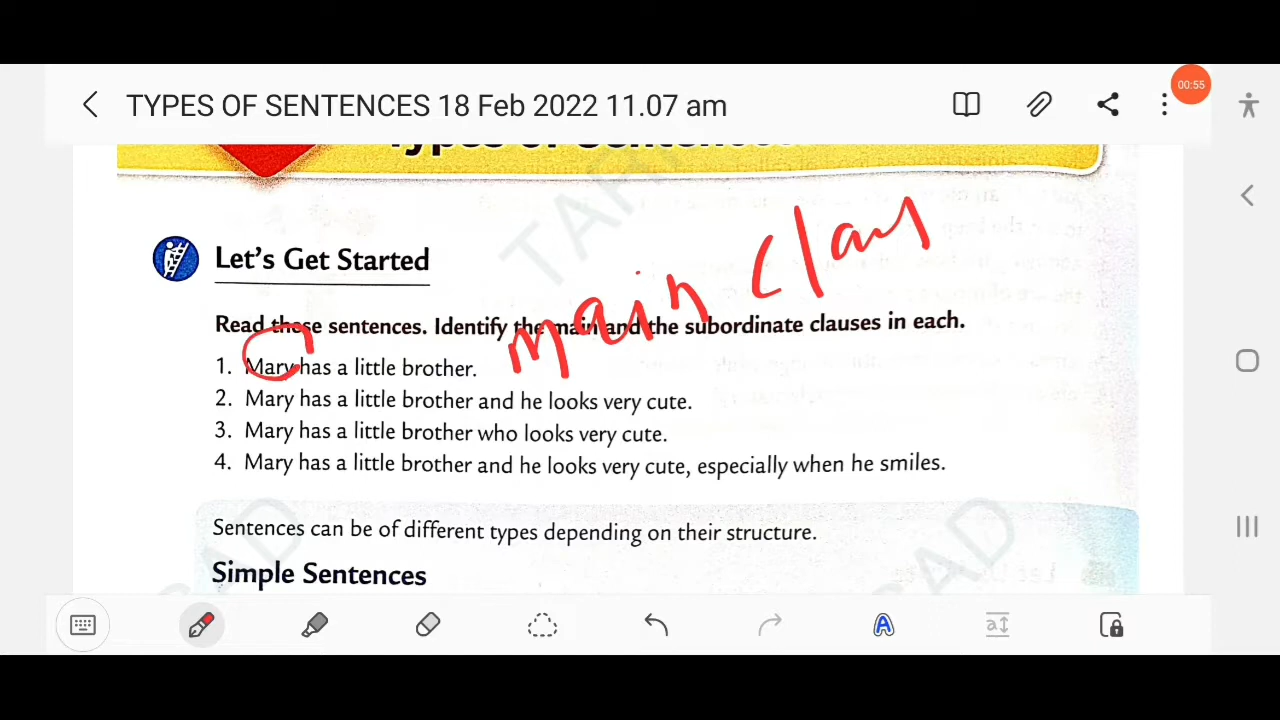 00:55
TYPES OF SENTENCES 18 Feb 2022 11.07 am
Types of Sentences
Let's Get Started
main claus
Read these sentences. Identify the main and the subordinate clauses in each.
1. Mary has a little brother.
2. Mary has a little brother and he looks very cute.
3. Mary has a little brother who looks very cute.
4. Mary has a little brother and he looks very cute, especially when he smiles.
Sentences can be of different types depending on their structure.
Simple Sentences